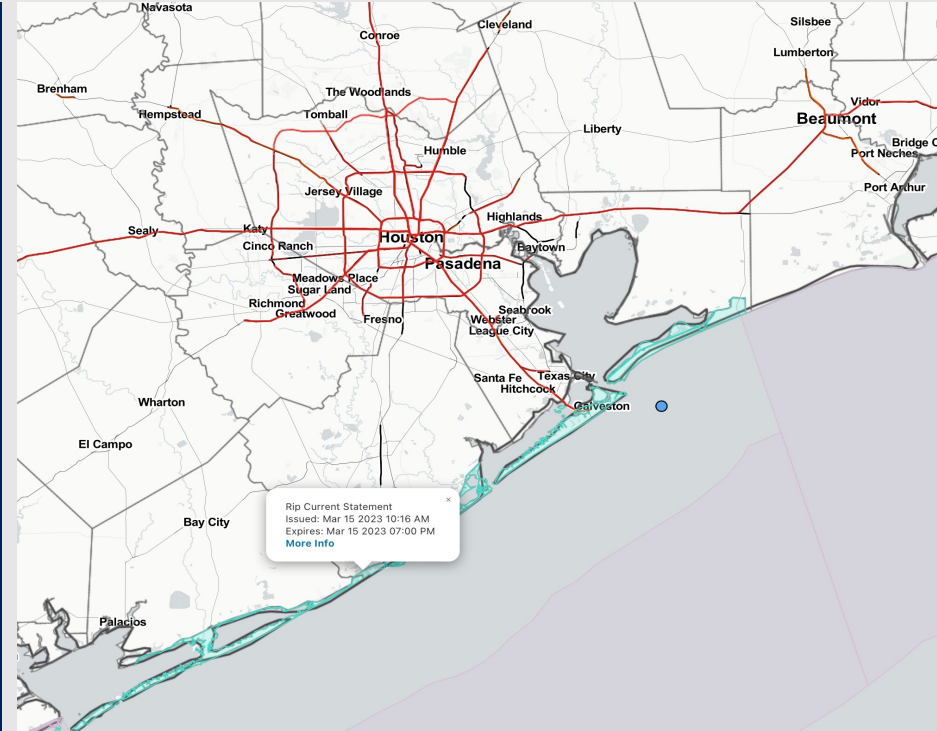 Navasota
Cleveland
Silsbee
Conroe
Lumberton
Brenham
The Woodlands
Vidor
Hempstead
Tomball
Beaumont
Liberty
Bridge C
Humble
Port Neches
Port Arthur
Jersey Village
Highlands
Sealy
Katy
Houston
Cinco Ranch
Baytown
Pasadena
Meadows Place
Sugar Land
Richmond
Greatwood
Seabrook
Fresno
Webster
League City
Santa Fe
Texas City
Hitchcock
Wharton
Galveston
El Campo
Bay City
×
Rip Current Statement
Issued: Mar 15 2023 10:16 AM
Expires: Mar 15 2023 07:00 PM
More Info
Palacios